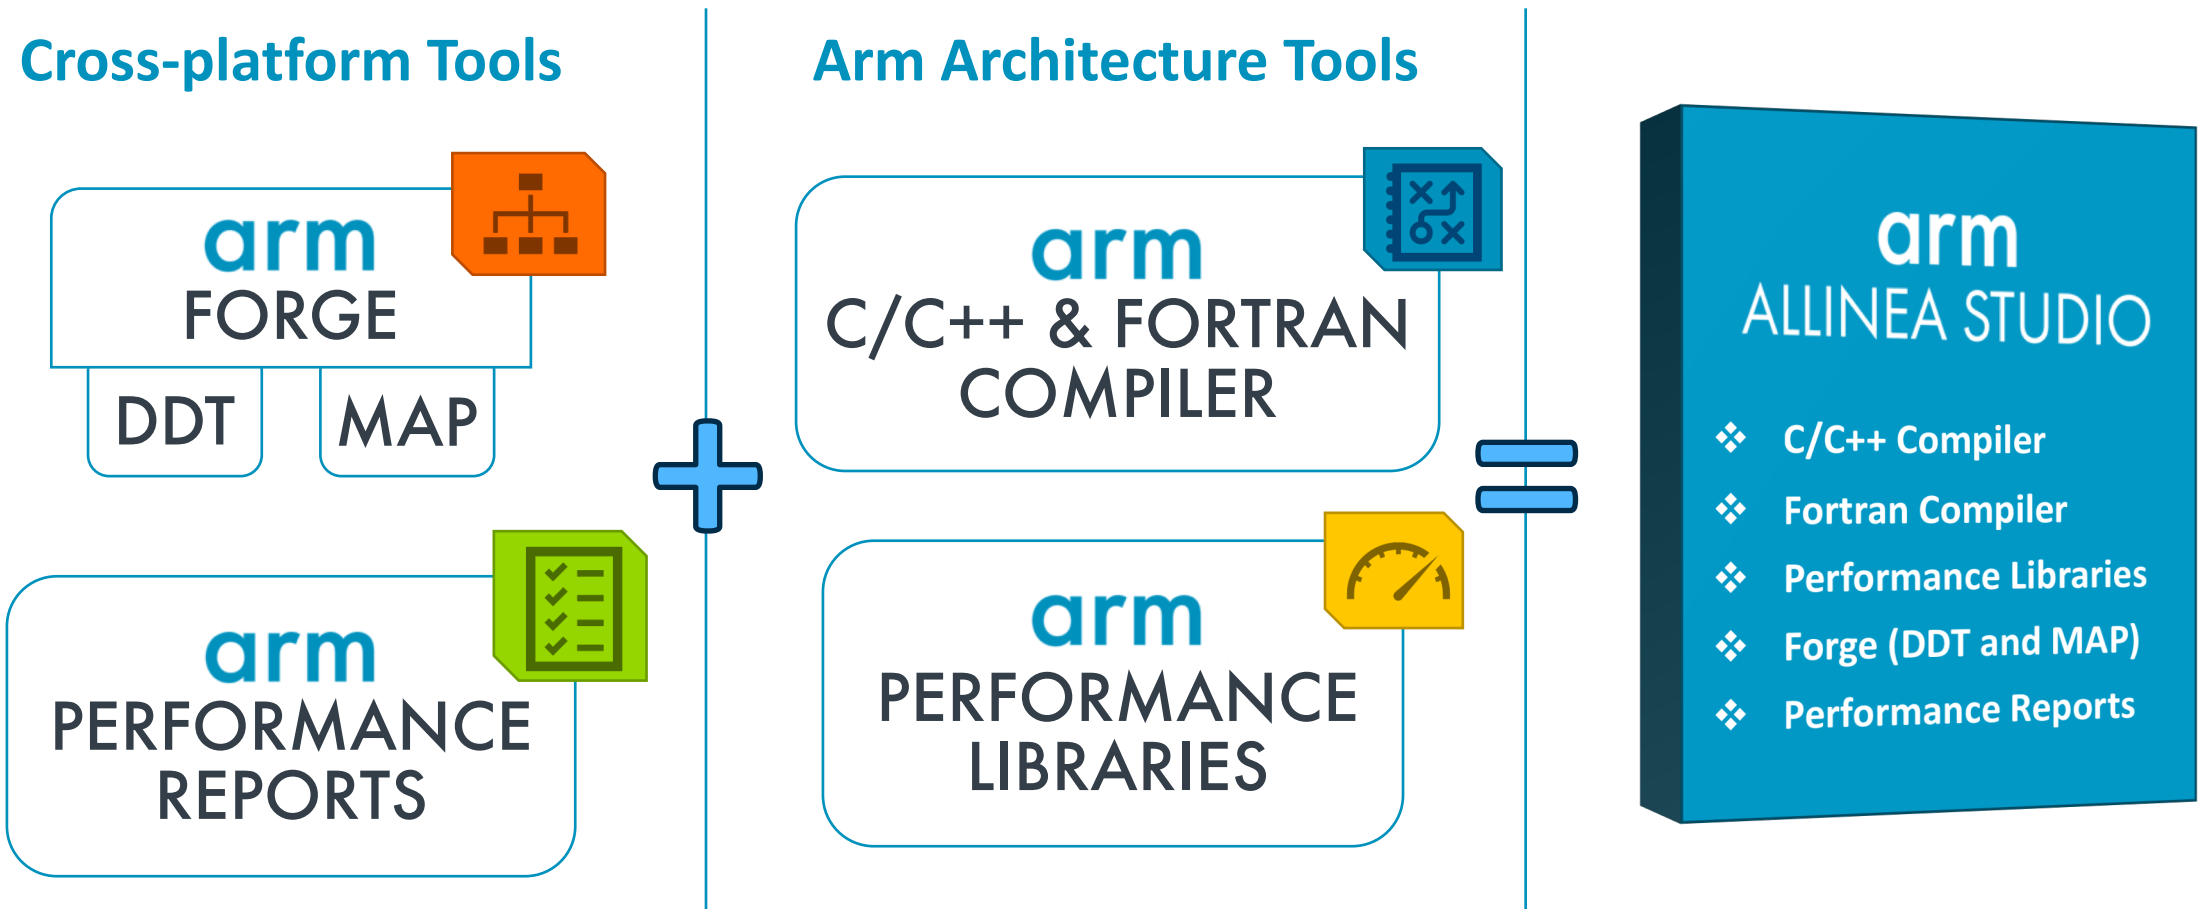 Cross-platform Tools
arm
FORGE
DDT
MAP
arm
PERFORMANCE
REPORTS
Arm Architecture Tools
arm
C/C++ & FORTRAN
COMPILER
arm
PERFORMANCE
LIBRARIES
arm
ALLINEA STUDIO
❖ C/C++ Compiler
❖ Fortran Compiler
❖ Performance Libraries
❖ Forge (DDT and MAP)
❖ Performance Reports